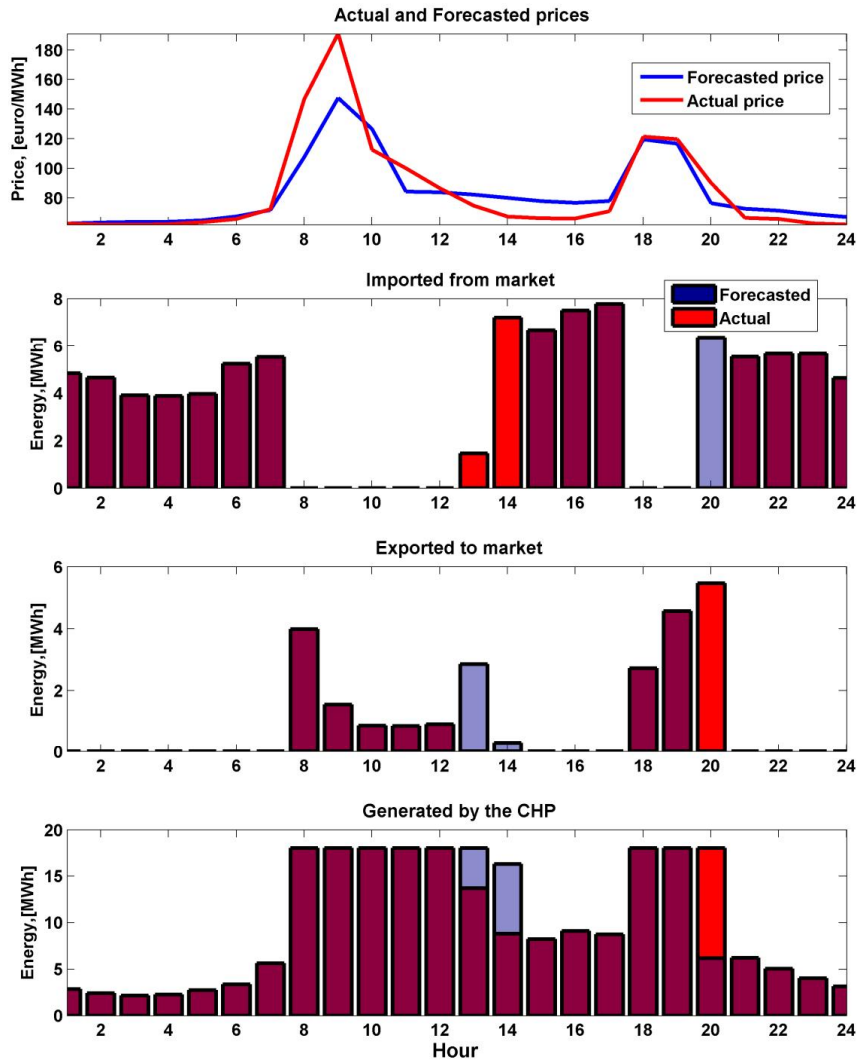 Actual and Forecasted prices
Price, [euro/MWh]
180
160
140
120
100
80
Forecasted price
Actual price
2 4 6 8 10 12 14 16 18 20 22 24
Imported from market
Energy,[MWh]
8
6
4
2
0
Forecasted
Actual
2 4 6 8 10 12 14 16 18 20 22 24
Exported to market
Energy,[MWh]
6
4
2
0
2 4 6 8 10 12 14 16 18 20 22 24
Generated by the CHP
Energy,[MWh]
20
15
10
5
0
2 4 6 8 10 12 14 16 18 20 22 24
Hour